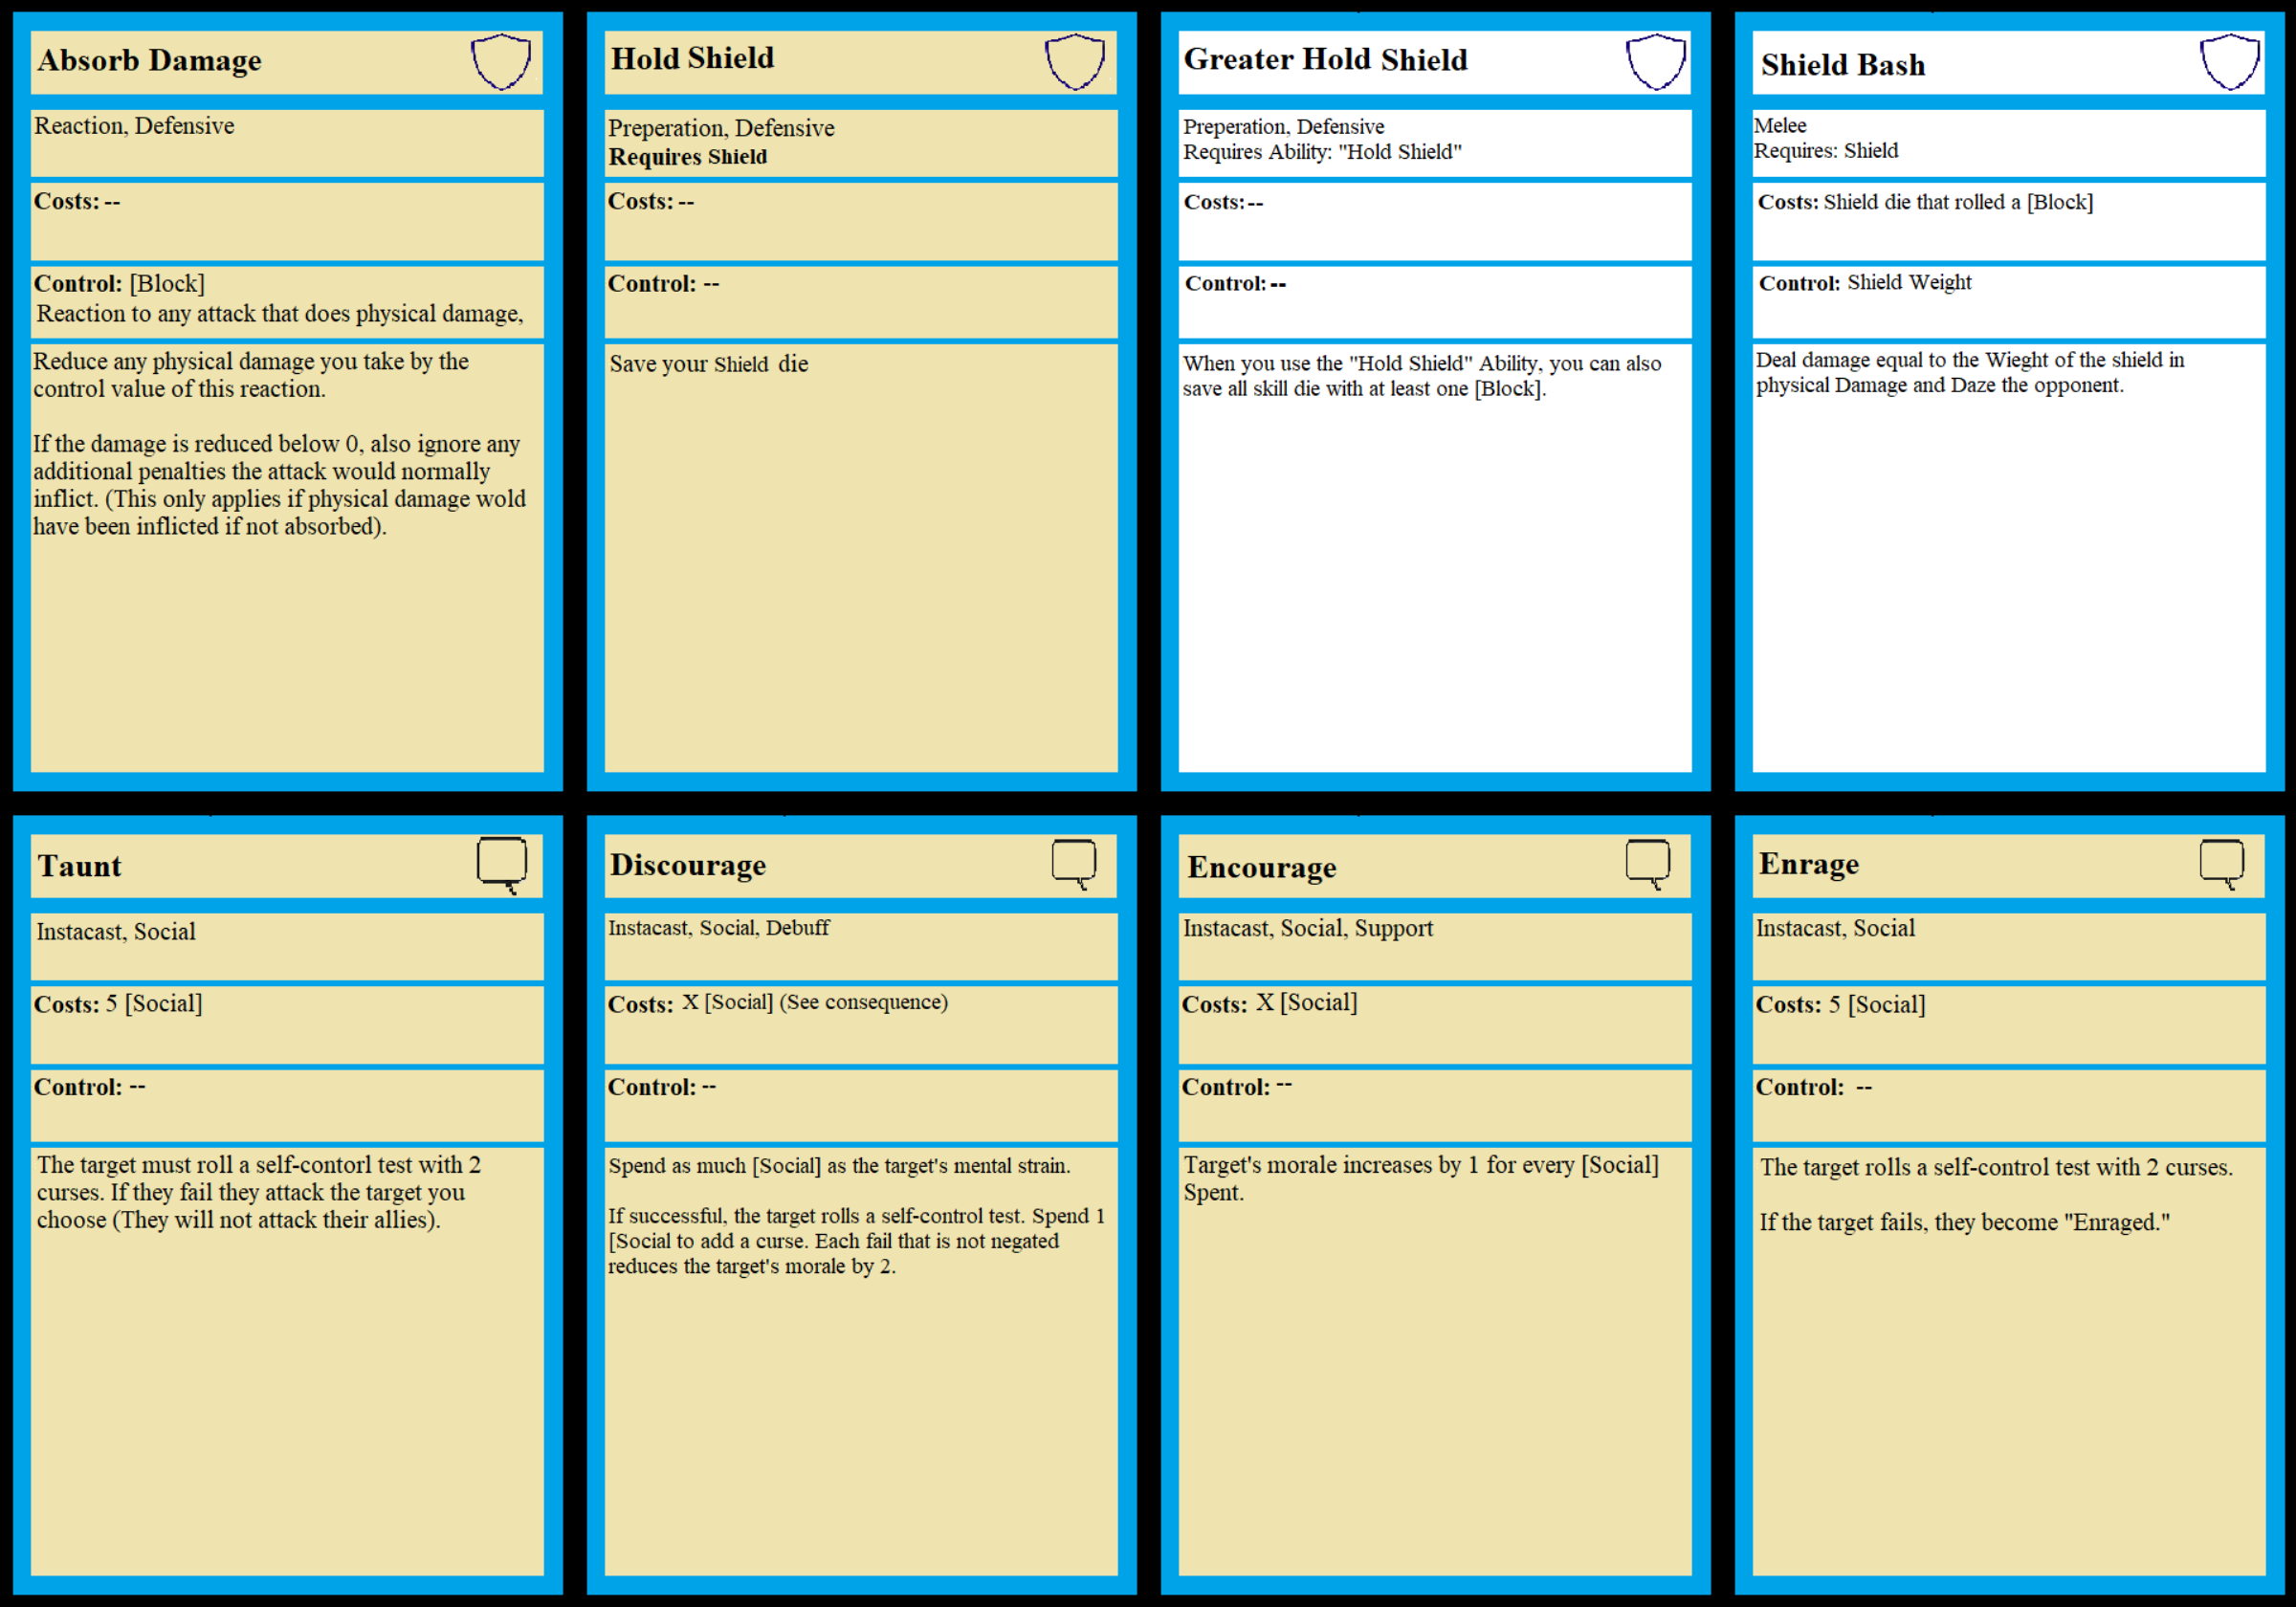 Absorb Damage
Reaction, Defensive
Costs: --
Control: [Block]
Reaction to any attack that does physical damage,
Reduce any physical damage you take by the
control value of this reaction.
If the damage is reduced below 0, also ignore any
additional penalties the attack would normally
inflict. (This only applies if physical damage wold
have been inflicted if not absorbed).
Hold Shield
Preperation, Defensive
Requires Shield
Costs: --
Control: --
Save your Shield die
Greater Hold Shield
Preperation, Defensive
Requires Ability: "Hold Shield"
Costs: --
Control: --
When you use the "Hold Shield" Ability, you can also
save all skill die with at least one [Block].
Shield Bash
Melee
Requires: Shield
Costs: Shield die that rolled a [Block]
Control: Shield Weight
Deal damage equal to the Wieght of the shield in
physical Damage and Daze the opponent.
Taunt
Instacast, Social
Costs: 5 [Social]
Control: --
The target must roll a self-contorl test with 2
curses. If they fail they attack the target you
choose (They will not attack their allies).
Discourage
Instacast, Social, Debuff
Costs: X [Social] (See consequence)
Control: --
Spend as much [Social] as the target's mental strain.
If successful, the target rolls a self-control test. Spend 1
[Social to add a curse. Each fail that is not negated
reduces the target's morale by 2.
Encourage
Instacast, Social, Support
Costs: X [Social]
Control: --
Target's morale increases by 1 for every [Social]
Spent.
Enrage
Instacast, Social
Costs: 5 [Social]
Control: --
The target rolls a self-control test with 2 curses.
If the target fails, they become "Enraged."